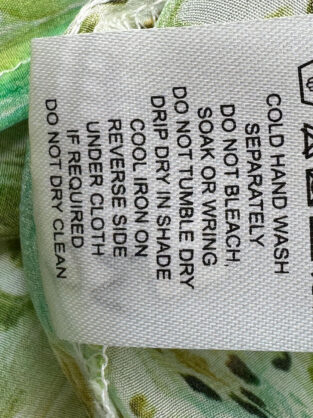 COLD HAND WASH
SEPARATELY
DO NOT BLEACH,
SOAK OR WRING
DO NOT TUMBLE DRY
DRIP DRY IN SHADE
COOL IRON ON
REVERSE SIDE
UNDER CLOTH
IF REQUIRED
DO NOT DRY CLEAN